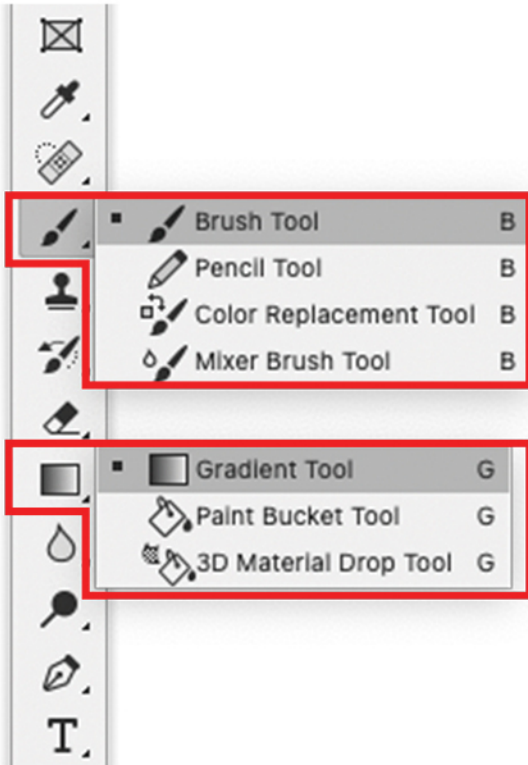 Brush Tool B
Pencil Tool B
Color Replacement Tool B
Mixer Brush Tool B
Gradient Tool G
Paint Bucket Tool G
3D Material Drop Tool G
T